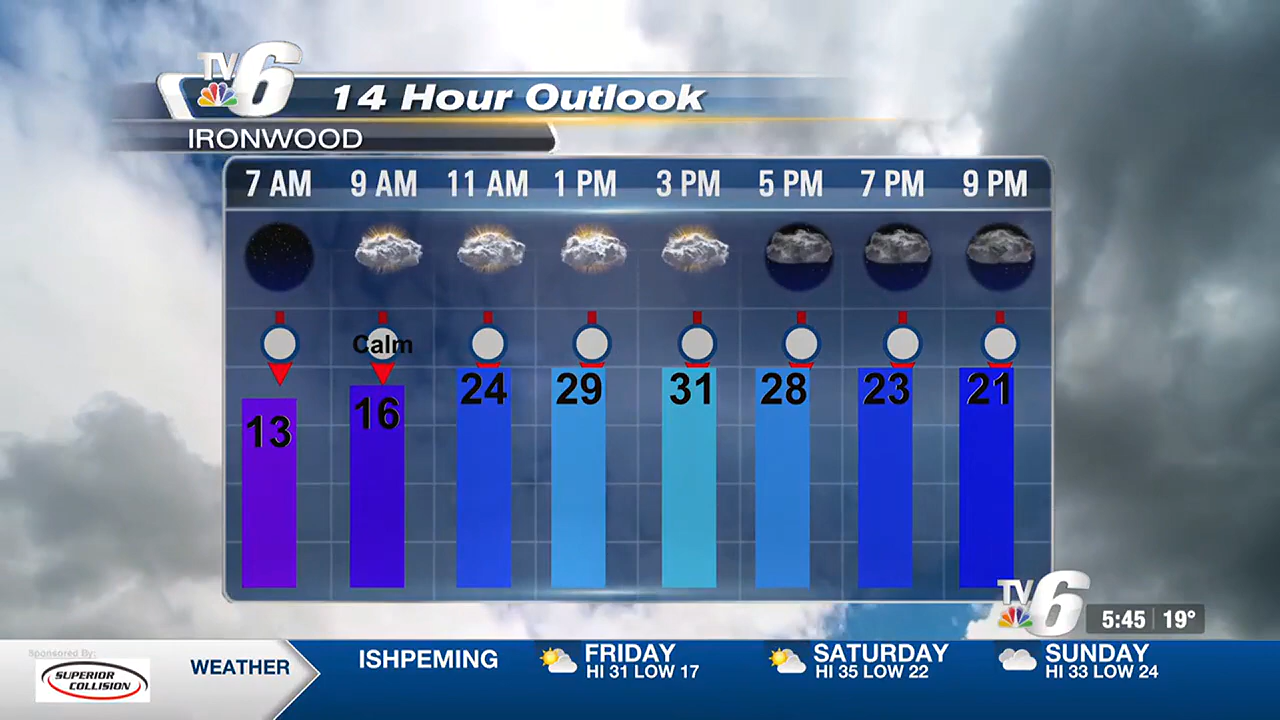 TV6
14 Hour Outlook
IRONWOOD
7 AM 9 AM 11 AM 1 PM 3 PM 5 PM 7 PM 9 PM
Calm
13 16 24 29 31 28 23 21
TV6
5:45 19°
Sponsored By:
SUPERIOR
COLLISION
WEATHER
ISHPEMING
FRIDAY
HI 31 LOW 17
SATURDAY
HI 35 LOW 22
SUNDAY
HI 33 LOW 24